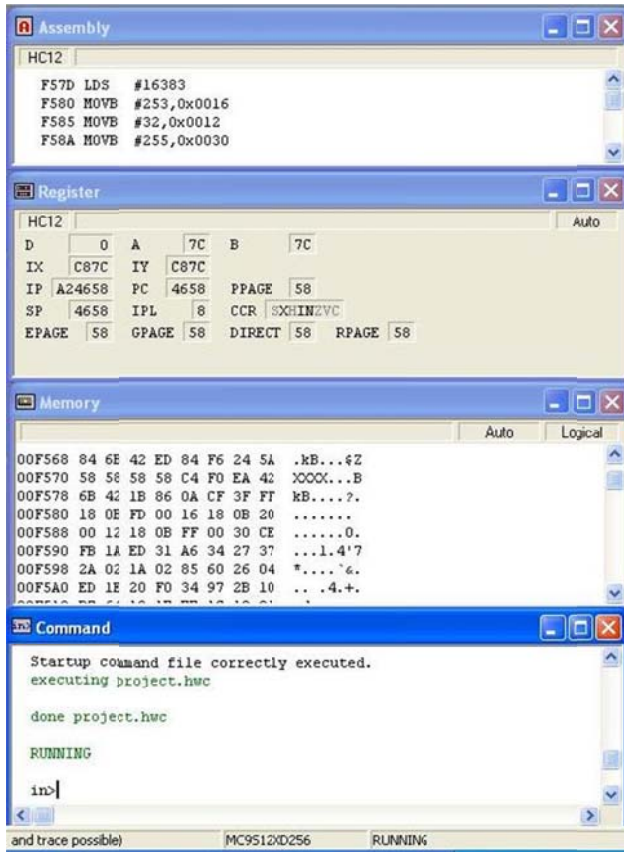 Assembly
HC12
F57D LDS #16383
F580 MOVB #253,0x0016
F585 MOVB #32,0x0012
F58A MOVB #255,0x0030
Register
HC12 Auto
D 0 A 7C B 7C
IX C87C IY C87C
IP A24658 PC 4658 PPAGE 58
SP 4658 IPL 8 CCR SXHINZVC
EPAGE 58 GPAGE 58 DIRECT 58 RPAGE 58
Memory
Auto Logical
00F568 84 6E 42 ED 84 F6 24 5A .kB...$Z
00F570 58 58 58 58 C4 F0 EA 42 XXXX...B
00F578 6B 42 1B 86 0A CF 3F FF kB....?.
00F580 18 0B FD 00 16 18 0B 20 .......
00F588 00 12 18 0B FF 00 30 CE ......0.
00F590 FB 1A ED 31 A6 34 27 37 ...1.4'7
00F598 2A 02 1A 02 85 60 26 04 *....`&.
00F5A0 ED 1E 20 F0 34 97 2B 10 .. .4.+.
Command
Startup command file correctly executed.
executing project.hwc
done project.hwc
RUNNING
in>
and trace possible) MC9S12XD256 RUNNING